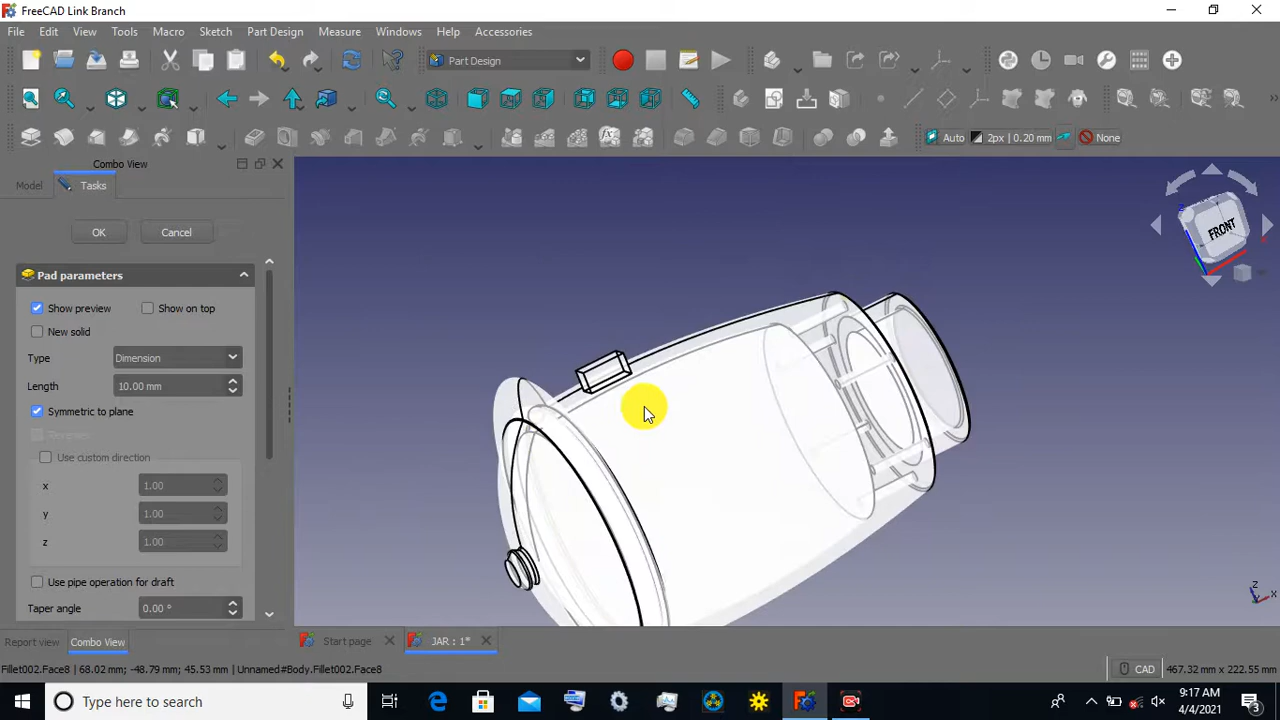 FreeCAD Link Branch
File Edit View Tools Macro Sketch Part Design Measure Windows Help Accessories
Part Design
Auto 2px | 0.20 mm None
Combo View
Model Tasks
OK Cancel
Pad parameters
Show preview Show on top
New solid
Type Dimension
Length 10.00 mm
Symmetric to plane
Reversed
Use custom direction
x 1.00
y 1.00
z 1.00
Use pipe operation for draft
Taper angle 0.00 °
FRONT
Z
X
Report view Combo View Start page JAR : 1*
Fillet002.Face8 | 68.02 mm; -48.79 mm; 45.53 mm | Unnamed#Body.Fillet002.Face8 CAD 467.32 mm x 222.55 mm
Type here to search
9:17 AM
4/4/2021
3